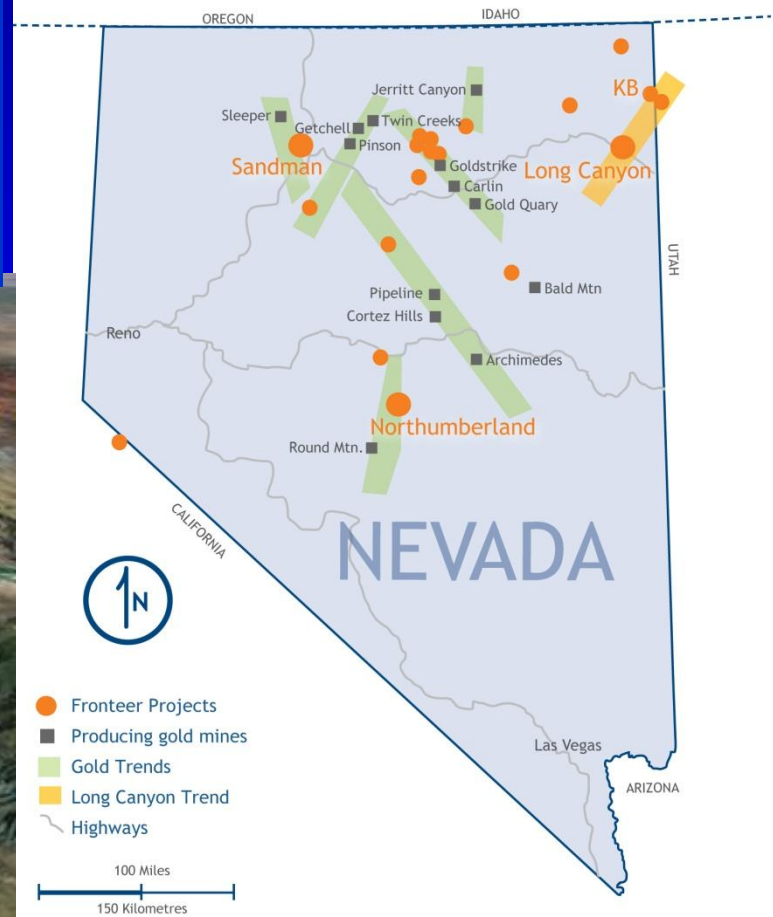 OREGON
IDAHO
Jerritt Canyon
KB
Sleeper
Twin Creeks
Getchell
Pinson
Sandman
Goldstrike
Long Canyon
Carlin
Gold Quary
UTAH
Bald Mtn
Pipeline
Cortez Hills
Reno
Archimedes
Northumberland
Round Mtn.
CALIFORNIA
NEVADA
N
Fronteer Projects
Producing gold mines
Gold Trends
Long Canyon Trend
Highways
Las Vegas
ARIZONA
100 Miles
150 Kilometres